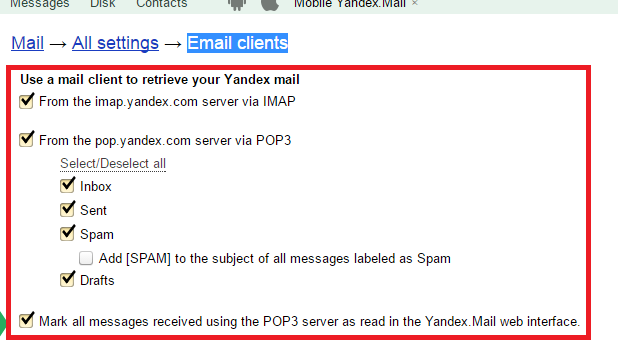 Messages Disk Contacts Mobile Yandex.Mail ×
Mail → All settings → Email clients
Use a mail client to retrieve your Yandex mail
From the imap.yandex.com server via IMAP
From the pop.yandex.com server via POP3
Select/Deselect all
Inbox
Sent
Spam
Add [SPAM] to the subject of all messages labeled as Spam
Drafts
Mark all messages received using the POP3 server as read in the Yandex.Mail web interface.